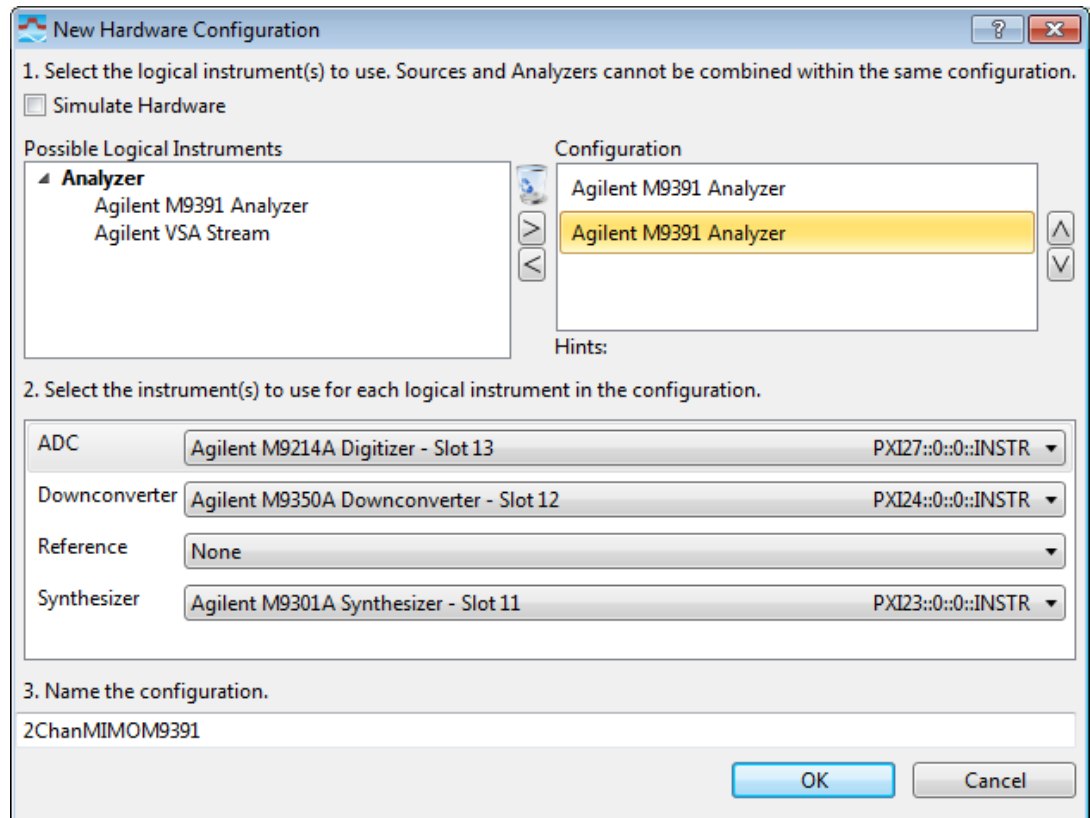 New Hardware Configuration
1. Select the logical instrument(s) to use. Sources and Analyzers cannot be combined within the same configuration.
Simulate Hardware
Possible Logical Instruments
Analyzer
Agilent M9391 Analyzer
Agilent VSA Stream
Configuration
Agilent M9391 Analyzer
Agilent M9391 Analyzer
Hints:
2. Select the instrument(s) to use for each logical instrument in the configuration.
ADC Agilent M9214A Digitizer - Slot 13 PXI27::0::0::INSTR
Downconverter Agilent M9350A Downconverter - Slot 12 PXI24::0::0::INSTR
Reference None
Synthesizer Agilent M9301A Synthesizer - Slot 11 PXI23::0::0::INSTR
3. Name the configuration.
2ChanMIMOM9391
OK Cancel